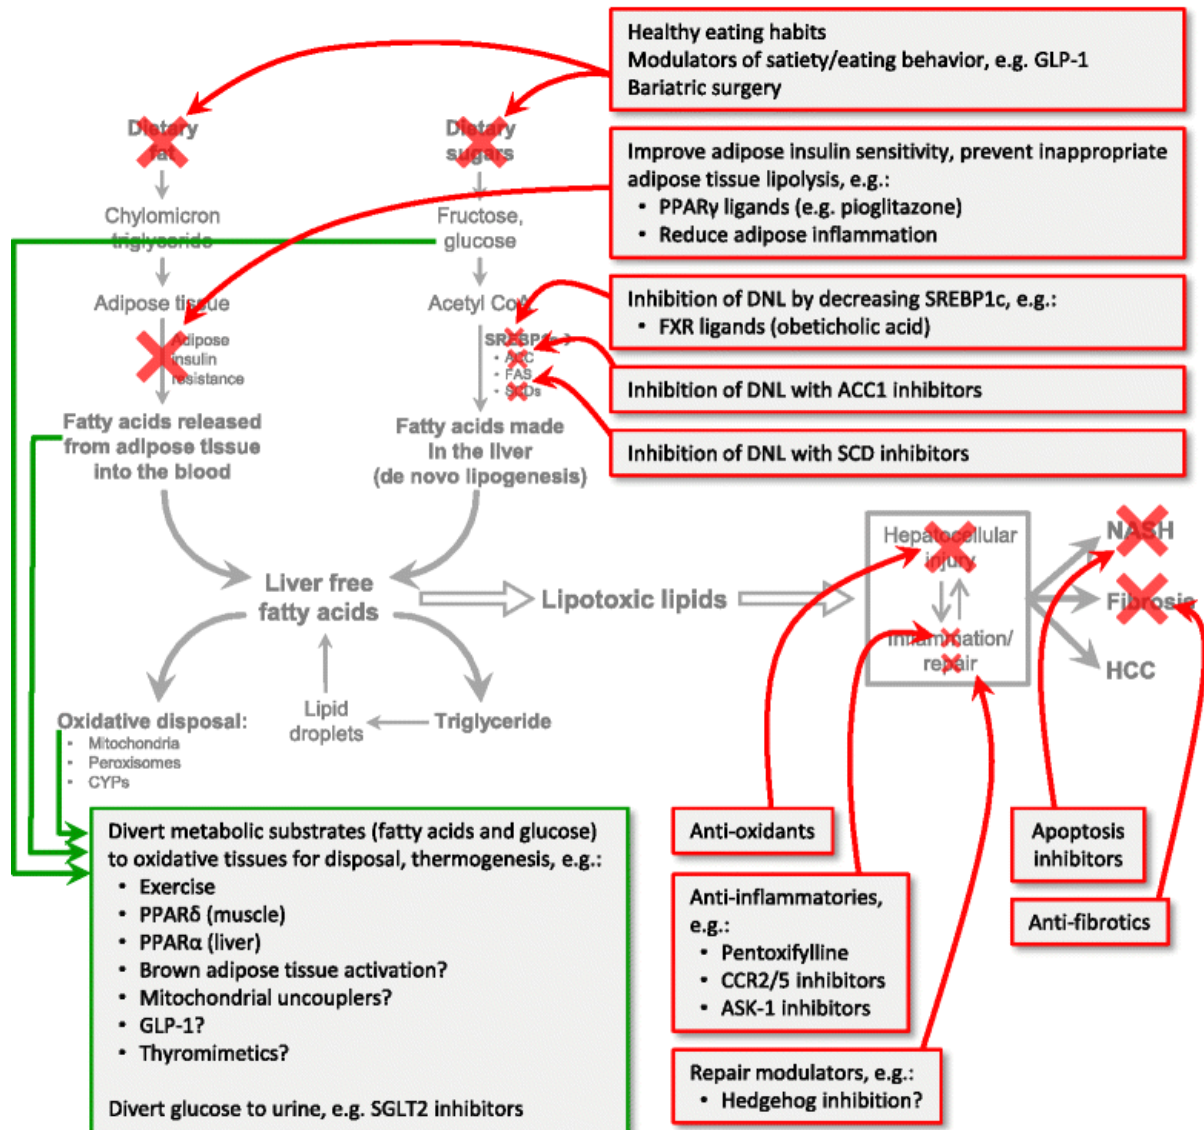 Healthy eating habits
Modulators of satiety/eating behavior, e.g. GLP-1
Bariatric surgery
Dietary
fat
Dietary
sugars
Improve adipose insulin sensitivity, prevent inappropriate
adipose tissue lipolysis, e.g.:
• PPARγ ligands (e.g. pioglitazone)
• Reduce adipose inflammation
Chylomicron
triglyceride
Fructose,
glucose
Adipose tissue
Acetyl CoA
Adipose
insulin
resistance
SREBP1c →
• ACC
• FAS
• SCDs
Inhibition of DNL by decreasing SREBP1c, e.g.:
• FXR ligands (obeticholic acid)
Inhibition of DNL with ACC1 inhibitors
Inhibition of DNL with SCD inhibitors
Fatty acids released
from adipose tissue
into the blood
Fatty acids made
in the liver
(de novo lipogenesis)
Liver free
fatty acids
Lipotoxic lipids
Hepatocellular
injury
Inflammation/
repair
NASH
Fibrosis
HCC
Oxidative disposal:
• Mitochondria
• Peroxisomes
• CYPs
Lipid
droplets
Triglyceride
Divert metabolic substrates (fatty acids and glucose)
to oxidative tissues for disposal, thermogenesis, e.g.:
• Exercise
• PPARδ (muscle)
• PPARα (liver)
• Brown adipose tissue activation?
• Mitochondrial uncouplers?
• GLP-1?
• Thyromimetics?
Divert glucose to urine, e.g. SGLT2 inhibitors
Anti-oxidants
Anti-inflammatories,
e.g.:
• Pentoxifylline
• CCR2/5 inhibitors
• ASK-1 inhibitors
Repair modulators, e.g.:
• Hedgehog inhibition?
Apoptosis
inhibitors
Anti-fibrotics